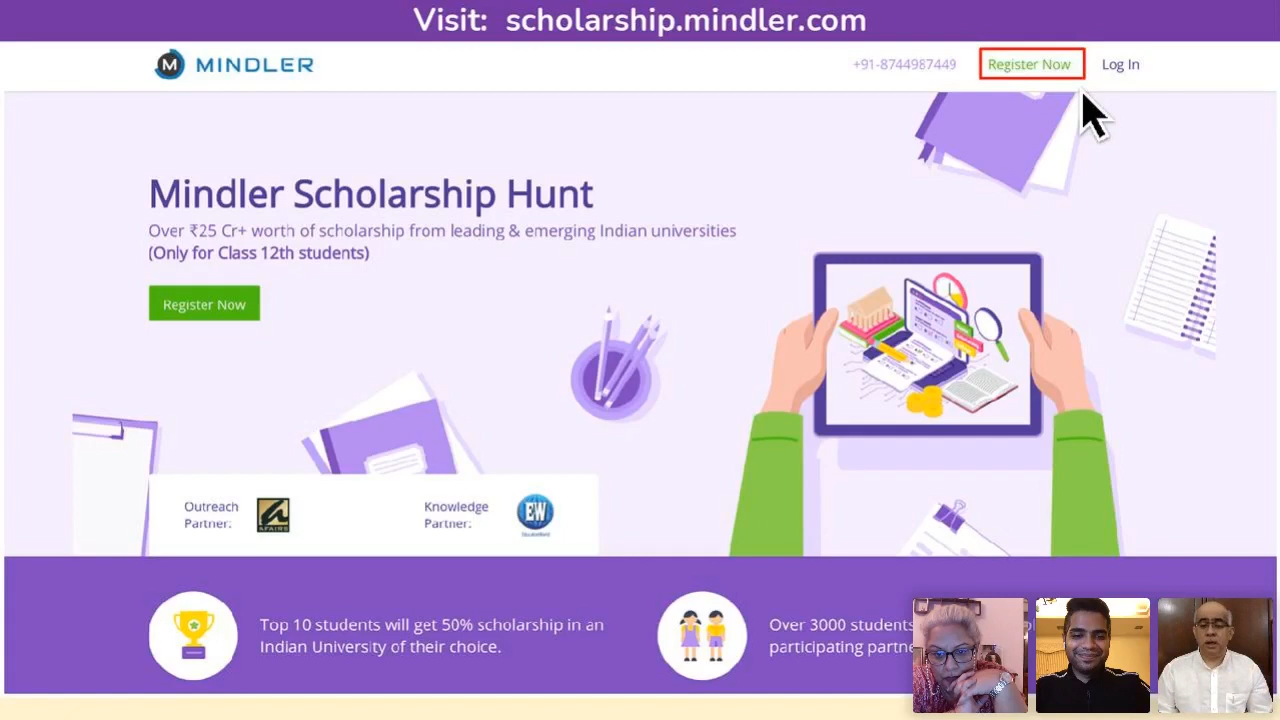 Visit: scholarship.mindler.com
M MINDLER
+91-8744987449
Register Now
Log In
Mindler Scholarship Hunt
Over ₹25 Cr+ worth of scholarship from leading & emerging Indian universities
(Only for Class 12th students)
Register Now
Outreach
Partner:
AFAIRS
Knowledge
Partner:
EW
EducationWorld
Top 10 students will get 50% scholarship in an
Indian University of their choice.
Over 3000 students
participating